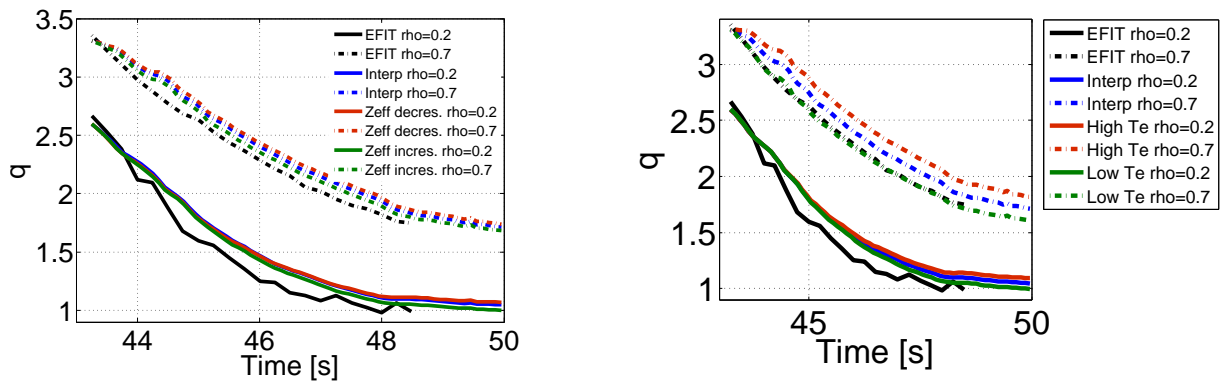 3.5
3
2.5
2
1.5
1
q
44
46
48
50
Time [s]
EFIT rho=0.2
EFIT rho=0.7
Interp rho=0.2
Interp rho=0.7
Zeff decres. rho=0.2
Zeff decres. rho=0.7
Zeff incres. rho=0.2
Zeff incres. rho=0.7
3
2.5
2
1.5
1
q
45
50
Time [s]
EFIT rho=0.2
EFIT rho=0.7
Interp rho=0.2
Interp rho=0.7
High Te rho=0.2
High Te rho=0.7
Low Te rho=0.2
Low Te rho=0.7